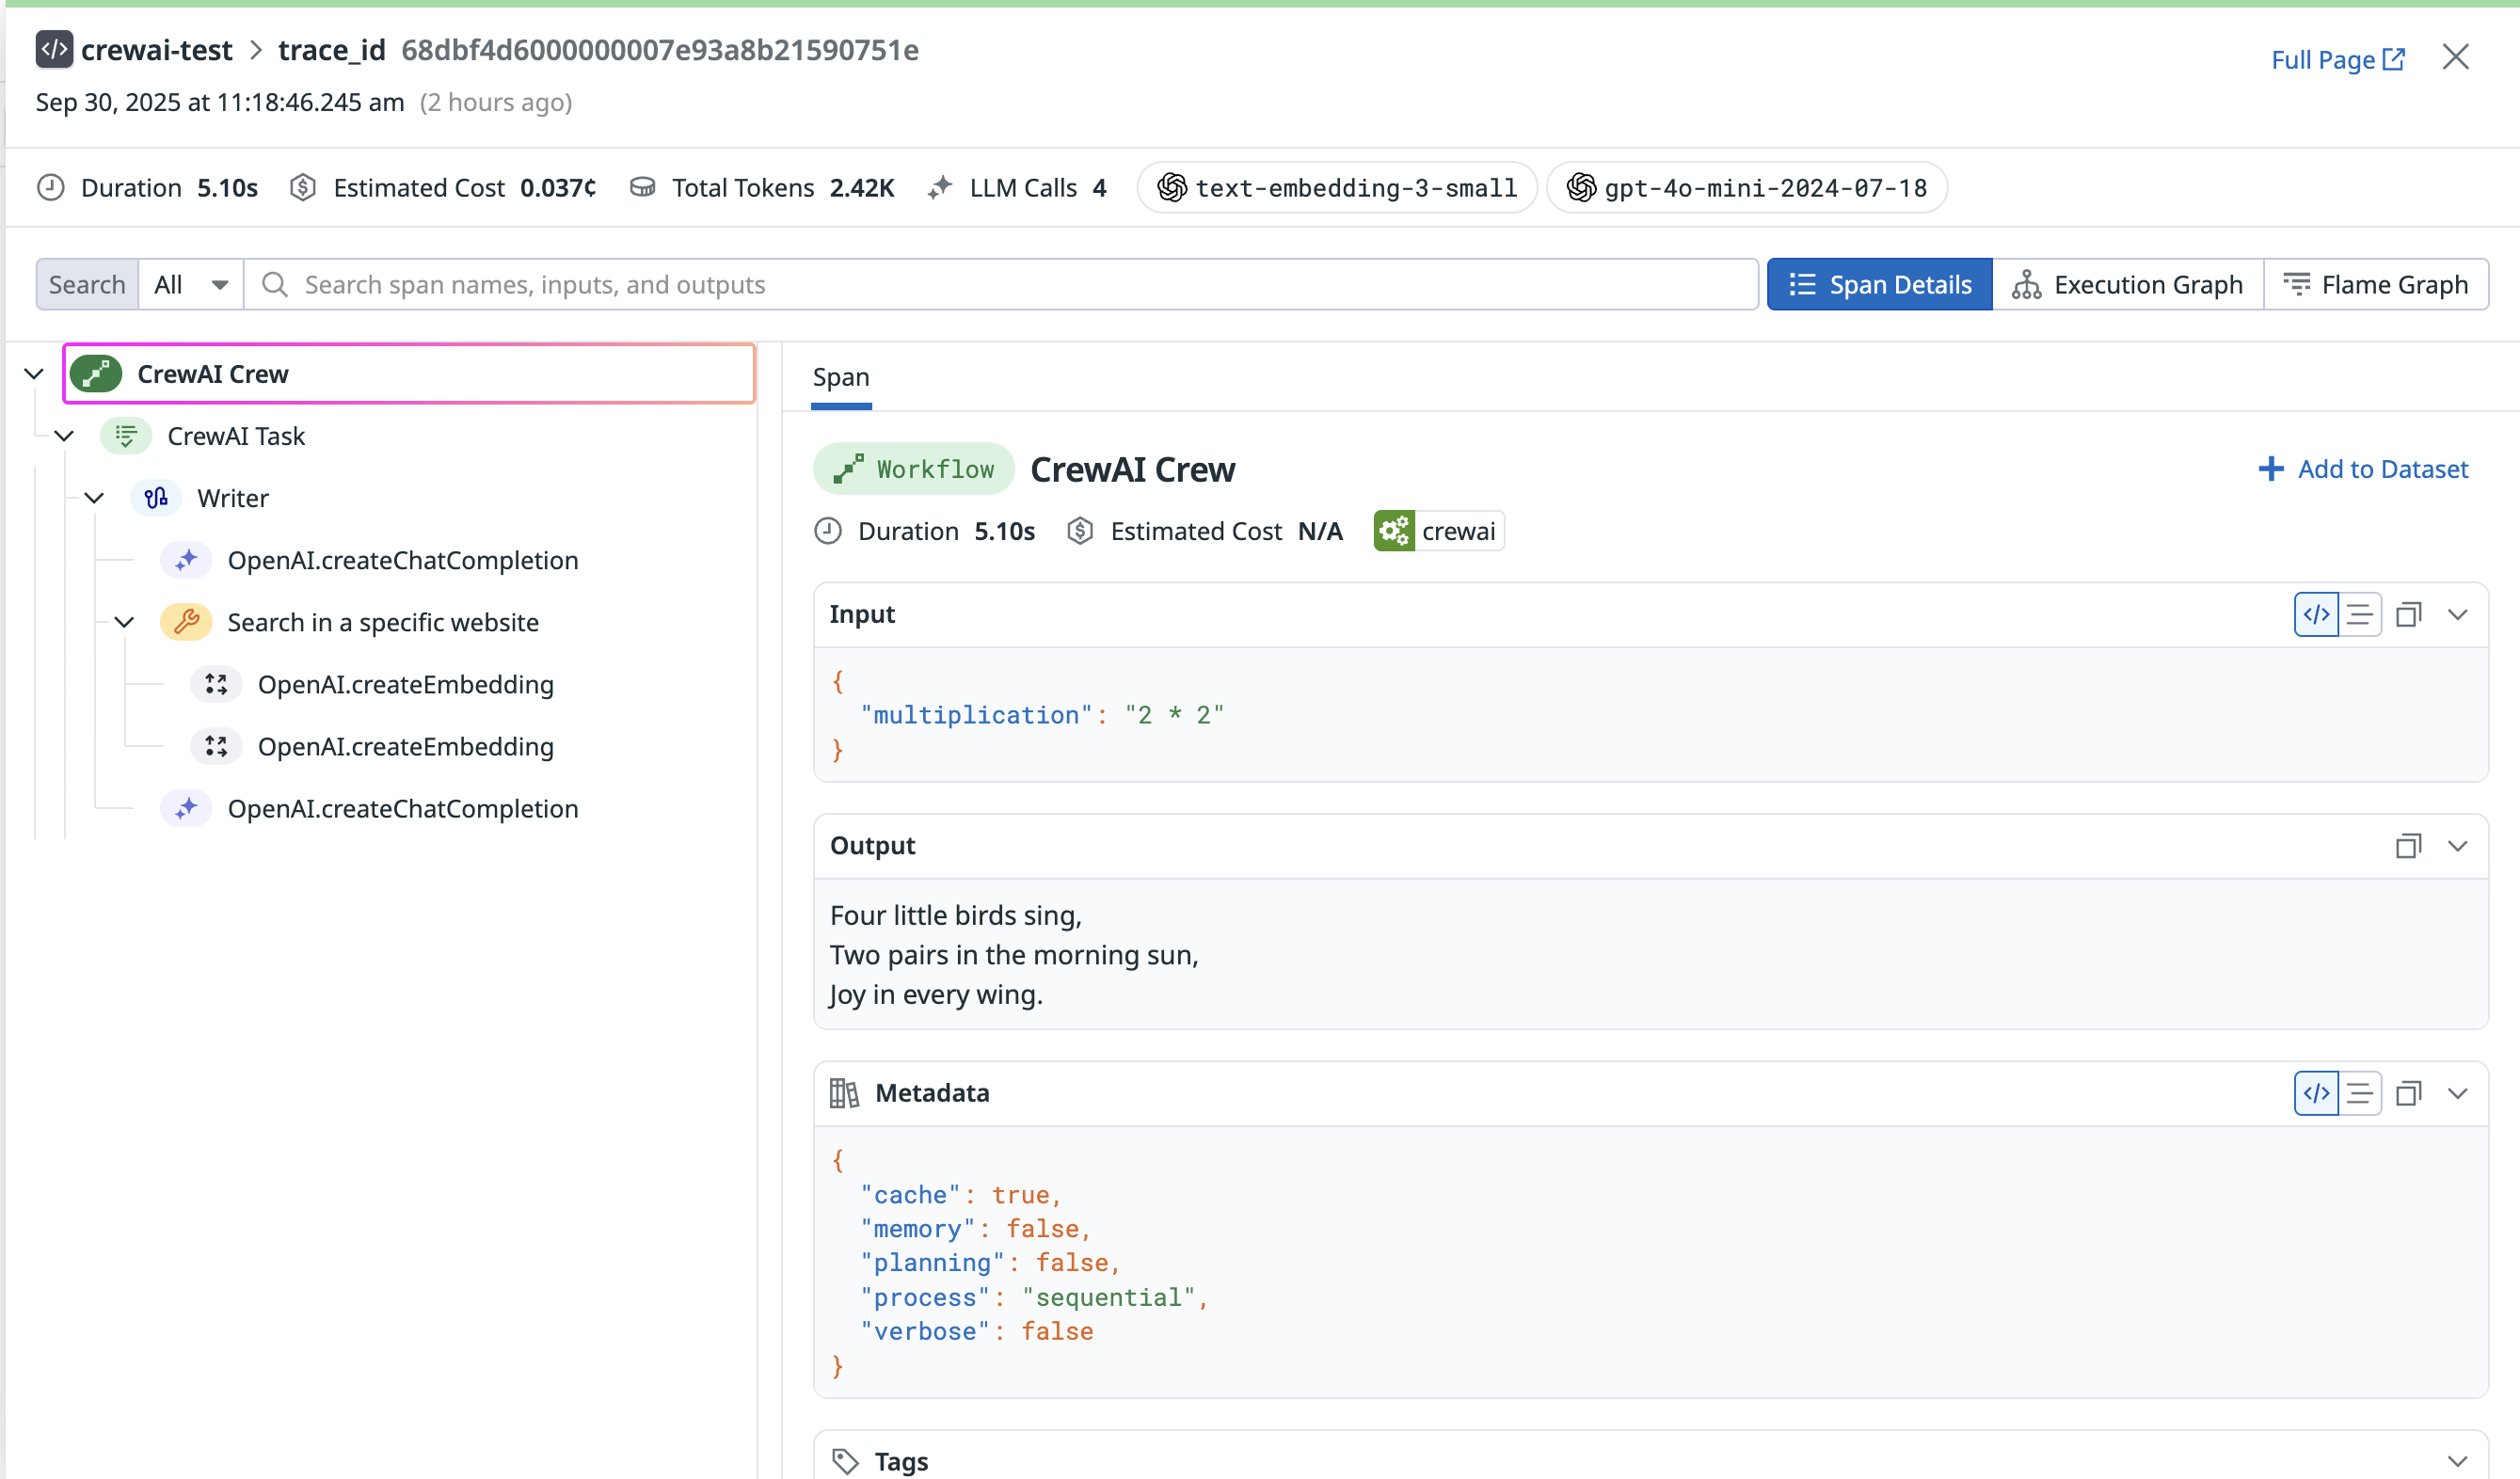 crewai-test > trace_id 68dbf4d6000000007e93a8b21590751e
Full Page
Sep 30, 2025 at 11:18:46.245 am (2 hours ago)
Duration 5.10s Estimated Cost 0.037¢ Total Tokens 2.42K LLM Calls 4 text-embedding-3-small gpt-4o-mini-2024-07-18
Search All Search span names, inputs, and outputs Span Details Execution Graph Flame Graph
CrewAI Crew
CrewAI Task
Writer
OpenAI.createChatCompletion
Search in a specific website
OpenAI.createEmbedding
OpenAI.createEmbedding
OpenAI.createChatCompletion
Span
Workflow CrewAI Crew
Add to Dataset
Duration 5.10s Estimated Cost N/A crewai
Input
{
"multiplication": "2 * 2"
}
Output
Four little birds sing,
Two pairs in the morning sun,
Joy in every wing.
Metadata
{
"cache": true,
"memory": false,
"planning": false,
"process": "sequential",
"verbose": false
}
Tags